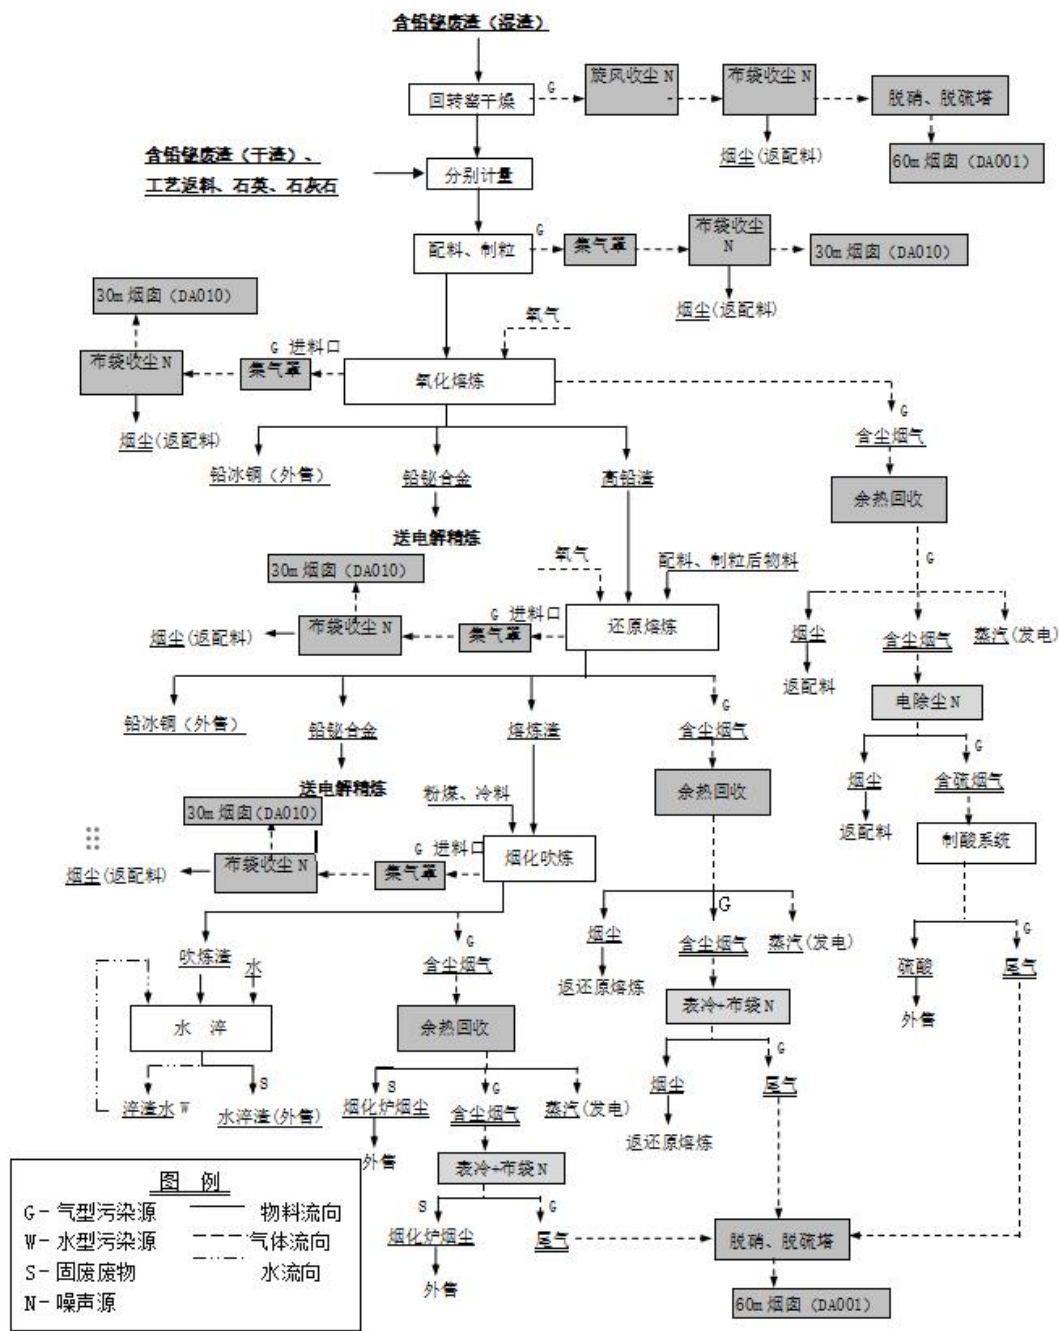 含铅铋废渣（湿渣）
回转窑干燥
G
旋风收尘 N
布袋收尘 N
脱硝、脱硫塔
烟尘(返配料)
60m 烟囱（DA001）
含铅铋废渣（干渣）、
工艺返料、石英、石灰石
分别计量
配料、制粒
G
集气罩
布袋收尘
N
30m 烟囱（DA010）
烟尘(返配料)
30m 烟囱（DA010）
氧气
G 进料口
布袋收尘 N
集气罩
氧化熔炼
烟尘(返配料)
G
含尘烟气
铅冰铜（外售）
铅铋合金
高铅渣
余热回收
送电解精炼
G
30m 烟囱（DA010）
氧气
配料、制粒后物料
G 进料口
烟尘(返配料)
布袋收尘 N
集气罩
还原熔炼
烟尘
含尘烟气
蒸汽(发电)
返配料
电除尘 N
G
铅冰铜（外售）
铅铋合金
熔炼渣
含尘烟气
G
烟尘
含硫烟气
送电解精炼
余热回收
返配料
粉煤、冷料
30m 烟囱(DA010)
G 进料口
制酸系统
烟尘(返配料)
布袋收尘 N
集气罩
烟化吹炼
G
烟尘
含尘烟气
蒸汽(发电)
G
吹炼渣
水
G
含尘烟气
返还原熔炼
硫酸
尾气
表冷+布袋 N
外售
水 淬
余热回收
G
烟尘
尾气
S
淬渣水 W
水淬渣(外售)
S
G
烟化炉烟尘
含尘烟气
蒸汽(发电)
返还原熔炼
外售
表冷+布袋 N
S
G
烟化炉烟尘
尾气
脱硝、脱硫塔
外售
60m 烟囱(DA001)
图 例
G-气型污染源 物料流向
W-水型污染源 气体流向
S-固废废物 水流向
N-噪声源